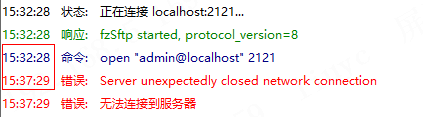 15:32:28 状态: 正在连接 localhost:2121...
15:32:28 响应: fzSftp started, protocol_version=8
15:32:28 命令: open "admin@localhost" 2121
15:37:29 错误: Server unexpectedly closed network connection
15:37:29 错误: 无法连接到服务器